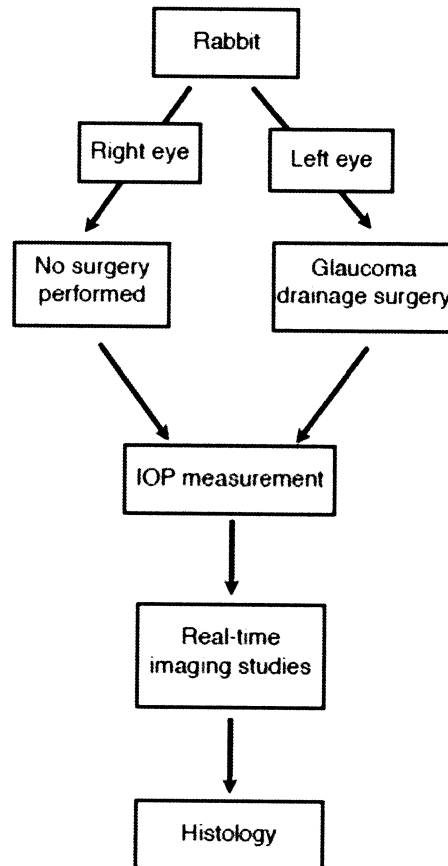 Rabbit
Right eye
Left eye
No surgery
performed
Glaucoma
drainage surgery
IOP measurement
Real-time
imaging studies
Histology